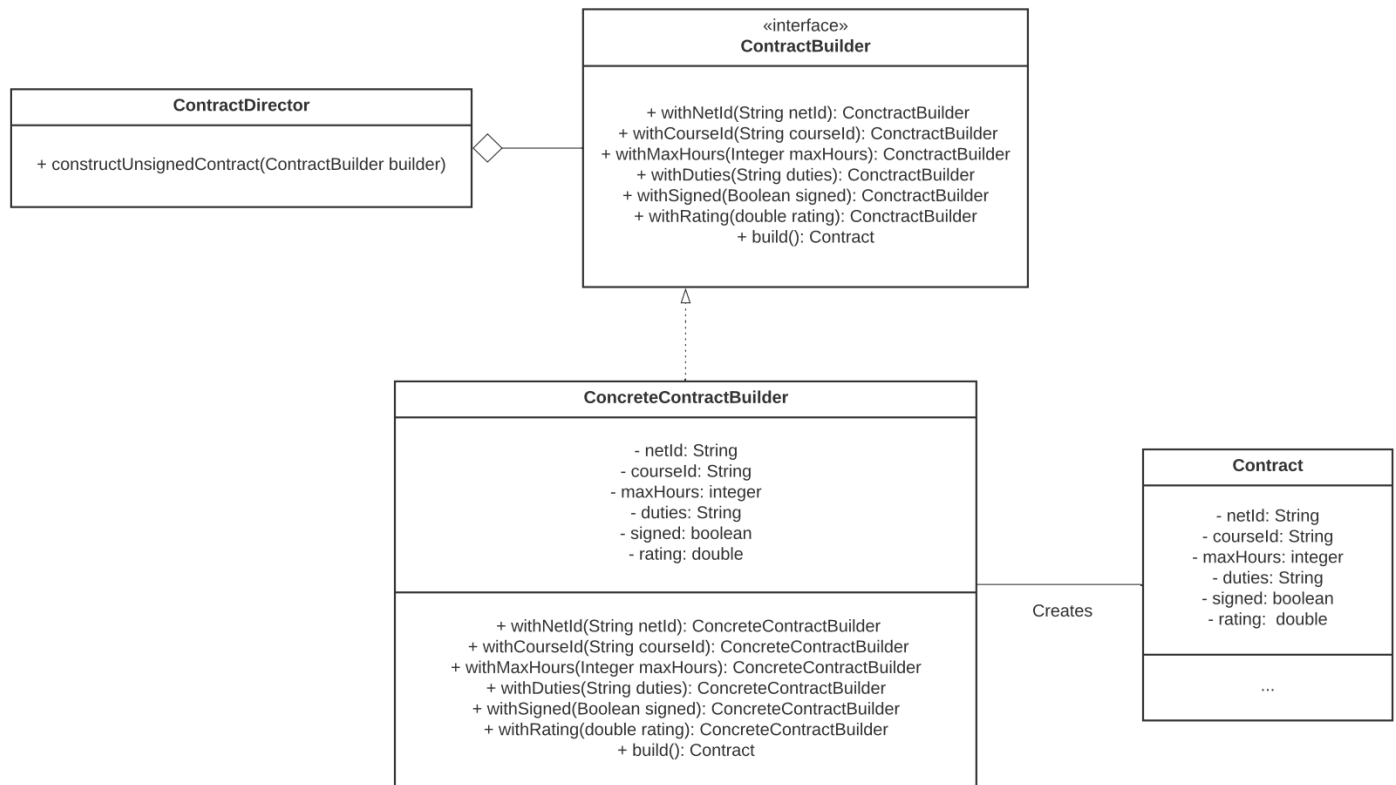 «interface»
ContractBuilder
+ withNetId(String netId): ConctractBuilder
+ withCourseId(String courseId): ConctractBuilder
+ withMaxHours(Integer maxHours): ConctractBuilder
+ withDuties(String duties): ConctractBuilder
+ withSigned(Boolean signed): ConctractBuilder
+ withRating(double rating): ConctractBuilder
+ build(): Contract
ContractDirector
+ constructUnsignedContract(ContractBuilder builder)
ConcreteContractBuilder
- netId: String
- courseId: String
- maxHours: integer
- duties: String
- signed: boolean
- rating: double
+ withNetId(String netId): ConcreteContractBuilder
+ withCourseId(String courseId): ConcreteContractBuilder
+ withMaxHours(Integer maxHours): ConcreteContractBuilder
+ withDuties(String duties): ConcreteContractBuilder
+ withSigned(Boolean signed): ConcreteContractBuilder
+ withRating(double rating): ConcreteContractBuilder
+ build(): Contract
Creates
Contract
- netId: String
- courseId: String
- maxHours: integer
- duties: String
- signed: boolean
- rating:  double
...